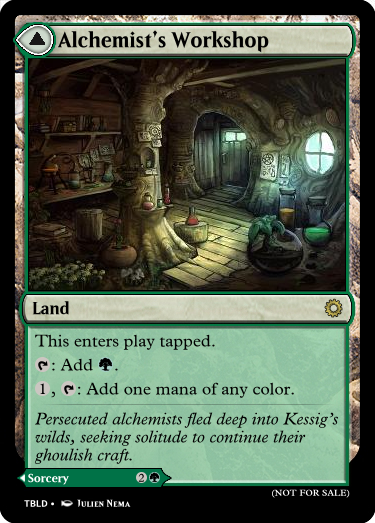 Alchemist's Workshop
Land
This enters play tapped.
: Add .
1, : Add one mana of any color.
Persecuted alchemists fled deep into Kessig's
wilds, seeking solitude to continue their
ghoulish craft.
Sorcery 2
(NOT FOR SALE)
TBLD • Julien Nema